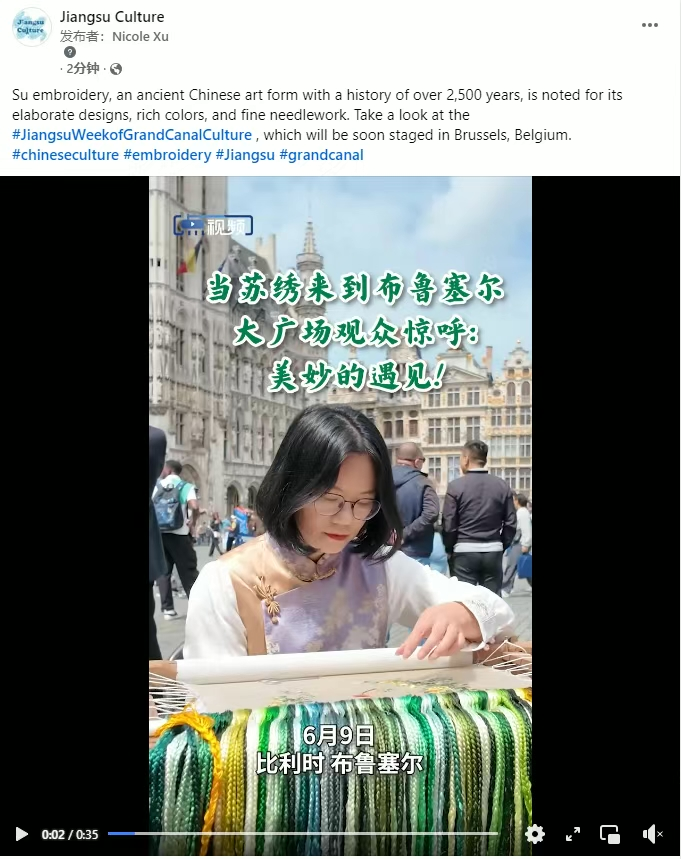 Jiangsu Culture
Jiangsu
Culture
发布者：Nicole Xu
· 2分钟 ·
Su embroidery, an ancient Chinese art form with a history of over 2,500 years, is noted for its
elaborate designs, rich colors, and fine needlework. Take a look at the
#JiangsuWeekofGrandCanalCulture , which will be soon staged in Brussels, Belgium.
#chineseculture #embroidery #Jiangsu #grandcanal
视频
当苏绣来到布鲁塞尔
大广场观众惊呼:
美妙的遇见!
6月9日
比利时 布鲁塞尔
0:02 / 0:35